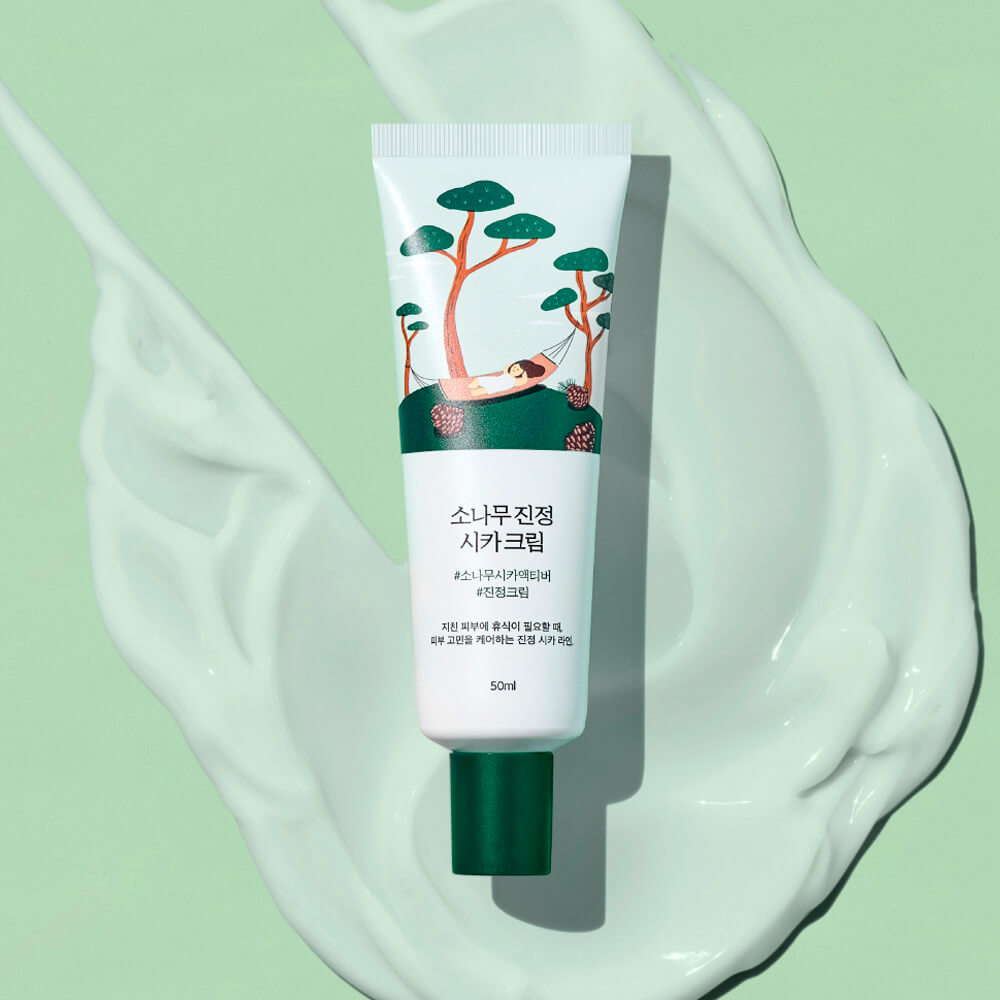 소나무 진정
시카 크림
#소나무시카액티버
#진정크림
지친 피부에 휴식이 필요할 때,
피부 고민을 케어하는 진정 시카 라인.
50ml